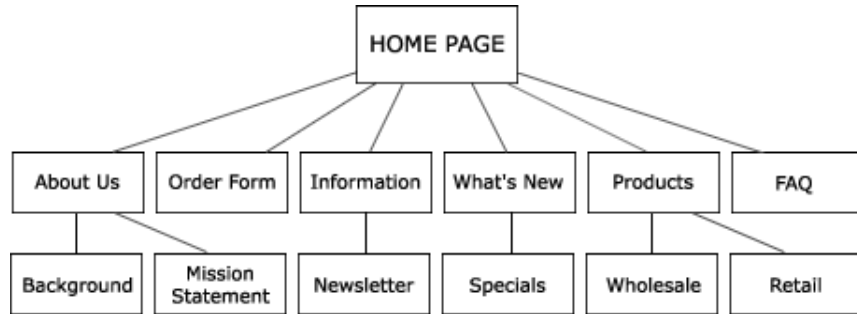 HOME PAGE
About Us
Order Form
Information
What's New
Products
FAQ
Background
Mission
Statement
Newsletter
Specials
Wholesale
Retail